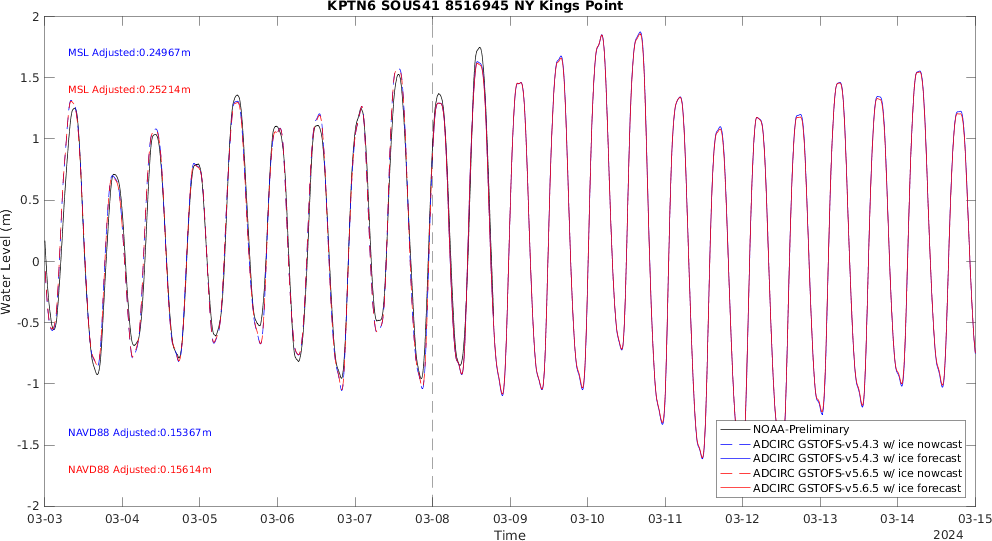 KPTN6 SOUS41 8516945 NY Kings Point
MSL Adjusted:0.24967m
MSL Adjusted:0.25214m
NAVD88 Adjusted:0.15367m
NAVD88 Adjusted:0.15614m
Water Level (m)
2
1.5
1
0.5
0
-0.5
-1
-1.5
-2
NOAA-Preliminary
ADCIRC GSTOFS-v5.4.3 w/ ice nowcast
ADCIRC GSTOFS-v5.4.3 w/ ice forecast
ADCIRC GSTOFS-v5.6.5 w/ ice nowcast
ADCIRC GSTOFS-v5.6.5 w/ ice forecast
03-03 03-04 03-05 03-06 03-07 03-08 03-09 03-10 03-11 03-12 03-13 03-14 03-15
Time
2024